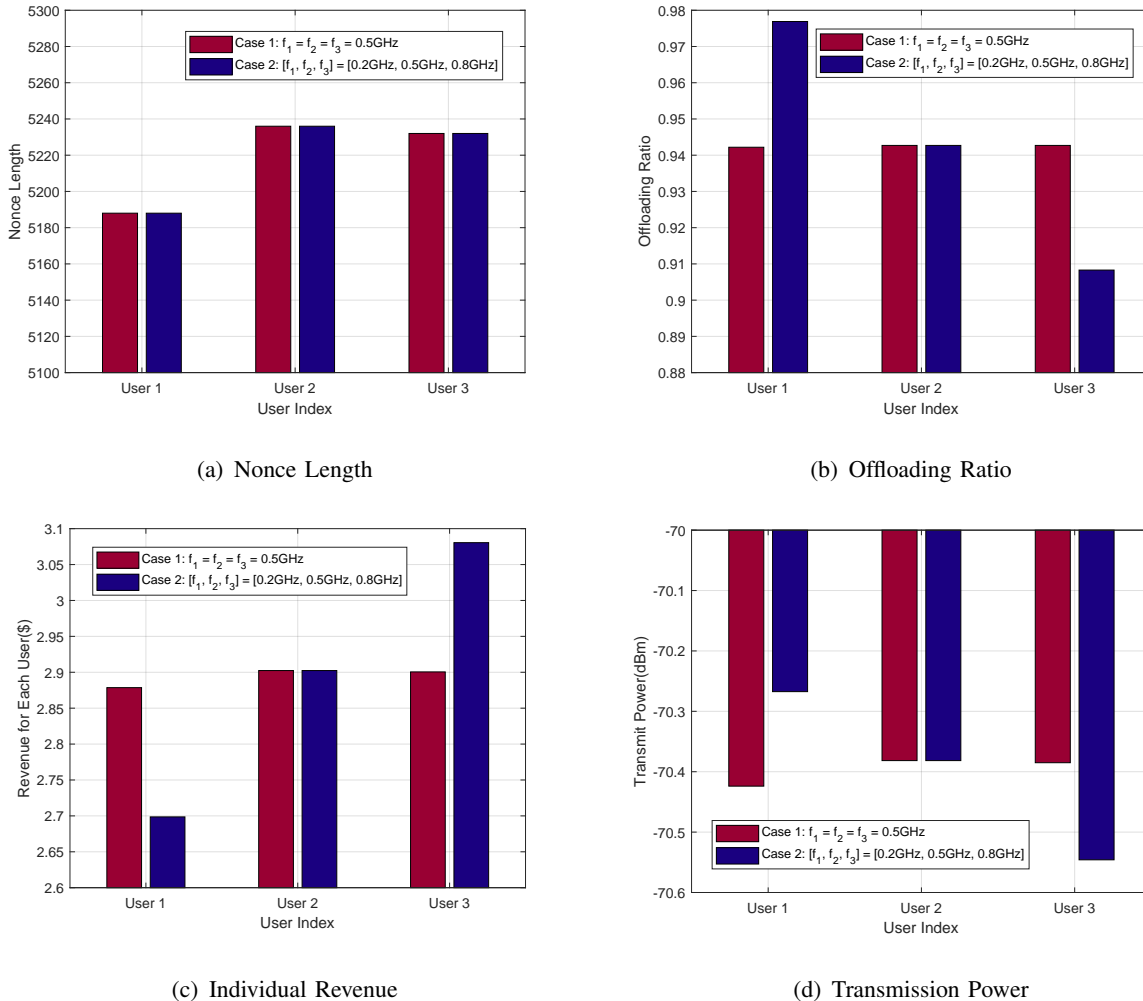 5300
5280
5260
5240
5220
5200
5180
5160
5140
5120
5100
Nonce Length
Case 1: f1 = f2 = f3 = 0.5GHz
Case 2: [f1, f2, f3] = [0.2GHz, 0.5GHz, 0.8GHz]
User 1 User 2 User 3
User Index
(a) Nonce Length
0.98
0.97
0.96
0.95
0.94
0.93
0.92
0.91
0.9
0.89
0.88
Offloading Ratio
Case 1: f1 = f2 = f3 = 0.5GHz
Case 2: [f1, f2, f3] = [0.2GHz, 0.5GHz, 0.8GHz]
User 1 User 2 User 3
User Index
(b) Offloading Ratio
3.1
3.05
3
2.95
2.9
2.85
2.8
2.75
2.7
2.65
2.6
Revenue for Each User($)
Case 1: f1 = f2 = f3 = 0.5GHz
Case 2: [f1, f2, f3] = [0.2GHz, 0.5GHz, 0.8GHz]
User 1 User 2 User 3
User Index
(c) Individual Revenue
-70
-70.1
-70.2
-70.3
-70.4
-70.5
-70.6
Transmit Power(dBm)
Case 1: f1 = f2 = f3 = 0.5GHz
Case 2: [f1, f2, f3] = [0.2GHz, 0.5GHz, 0.8GHz]
User 1 User 2 User 3
User Index
(d) Transmission Power